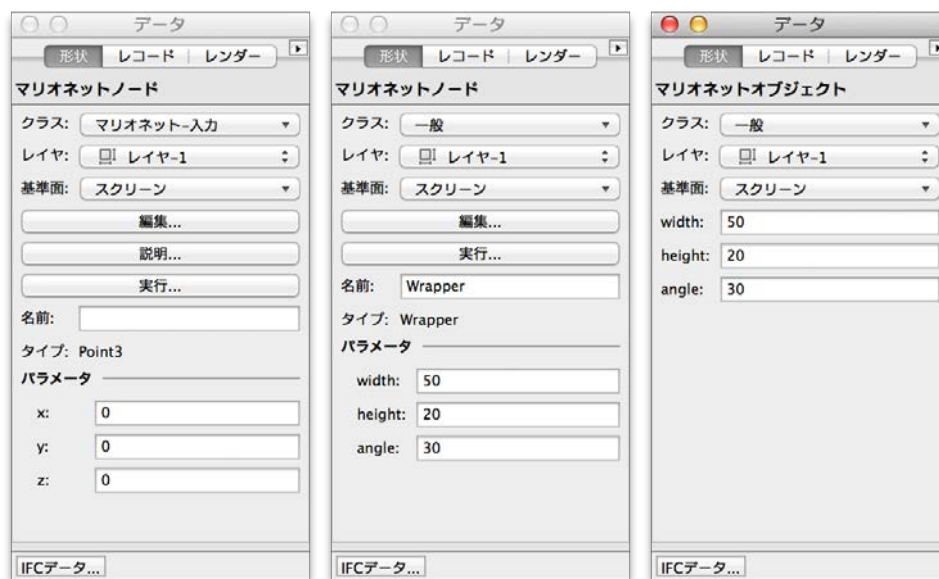 データ
形状 レコード レンダー
マリオネットノード
クラス: マリオネット-入力
レイヤ: レイヤ-1
基準面: スクリーン
編集...
説明...
実行...
名前:
タイプ: Point3
パラメータ
x: 0
y: 0
z: 0
IFCデータ...
データ
形状 レコード レンダー
マリオネットノード
クラス: 一般
レイヤ: レイヤ-1
基準面: スクリーン
編集...
実行...
名前: Wrapper
タイプ: Wrapper
パラメータ
width: 50
height: 20
angle: 30
IFCデータ...
データ
形状 レコード レンダー
マリオネットオブジェクト
クラス: 一般
レイヤ: レイヤ-1
基準面: スクリーン
width: 50
height: 20
angle: 30
IFCデータ...